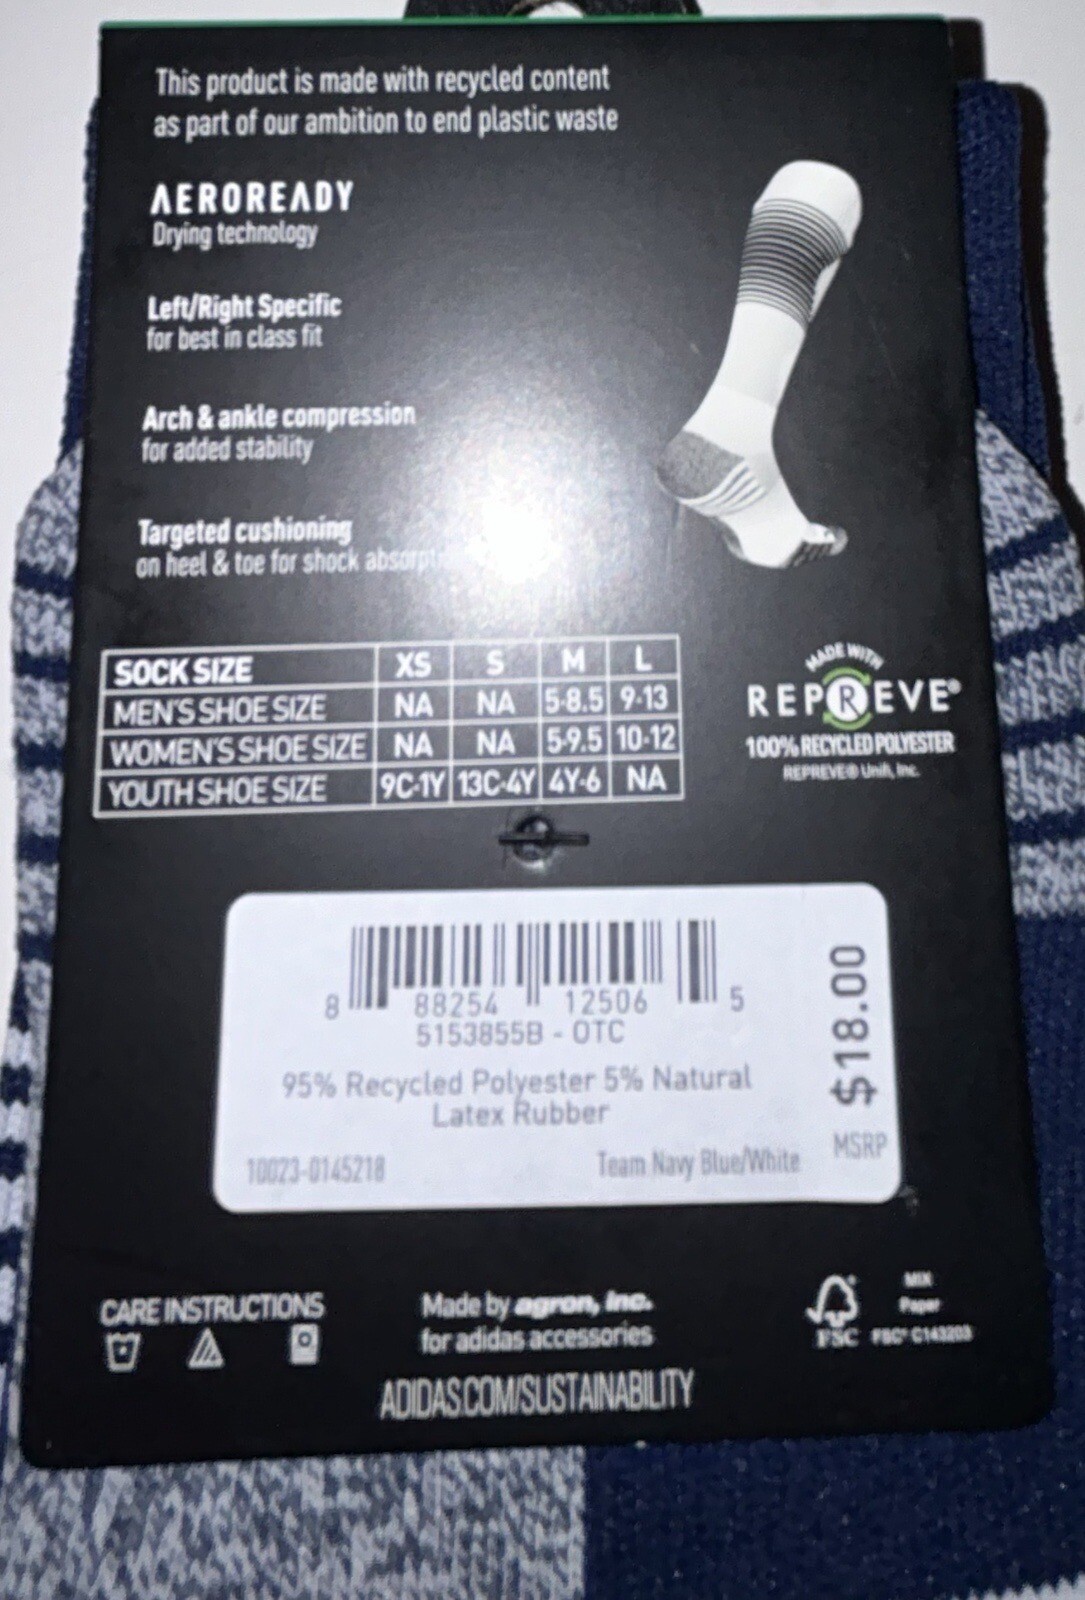 This product is made with recycled content
as part of our ambition to end plastic waste
AEROREADY
Drying technology
Left/Right Specific
for best in class fit
Arch & ankle compression
for added stability
Targeted cushioning
on heel & toe for shock
SOCK SIZE XS S M L
MEN'S SHOE SIZE NA NA 5-8.5 9-13
WOMEN'S SHOE SIZE NA NA 5-9.5 10-12
YOUTH SHOE SIZE 9C-1Y 13C-4Y 4Y-6 NA
MADE WITH
REPREVE®
100% RECYCLED POLYESTER
REPREVE® Unifi, Inc.
8 88254 12506 5
5153855B - OTC
95% Recycled Polyester 5% Natural
Latex Rubber
10023-0145218 Team Navy Blue/White
$18.00
MSRP
CARE INSTRUCTIONS
Made by agron, inc.
for adidas accessories
ADIDAS.COM/SUSTAINABILITY
FSC
MIX
Paper
FSC® C143203